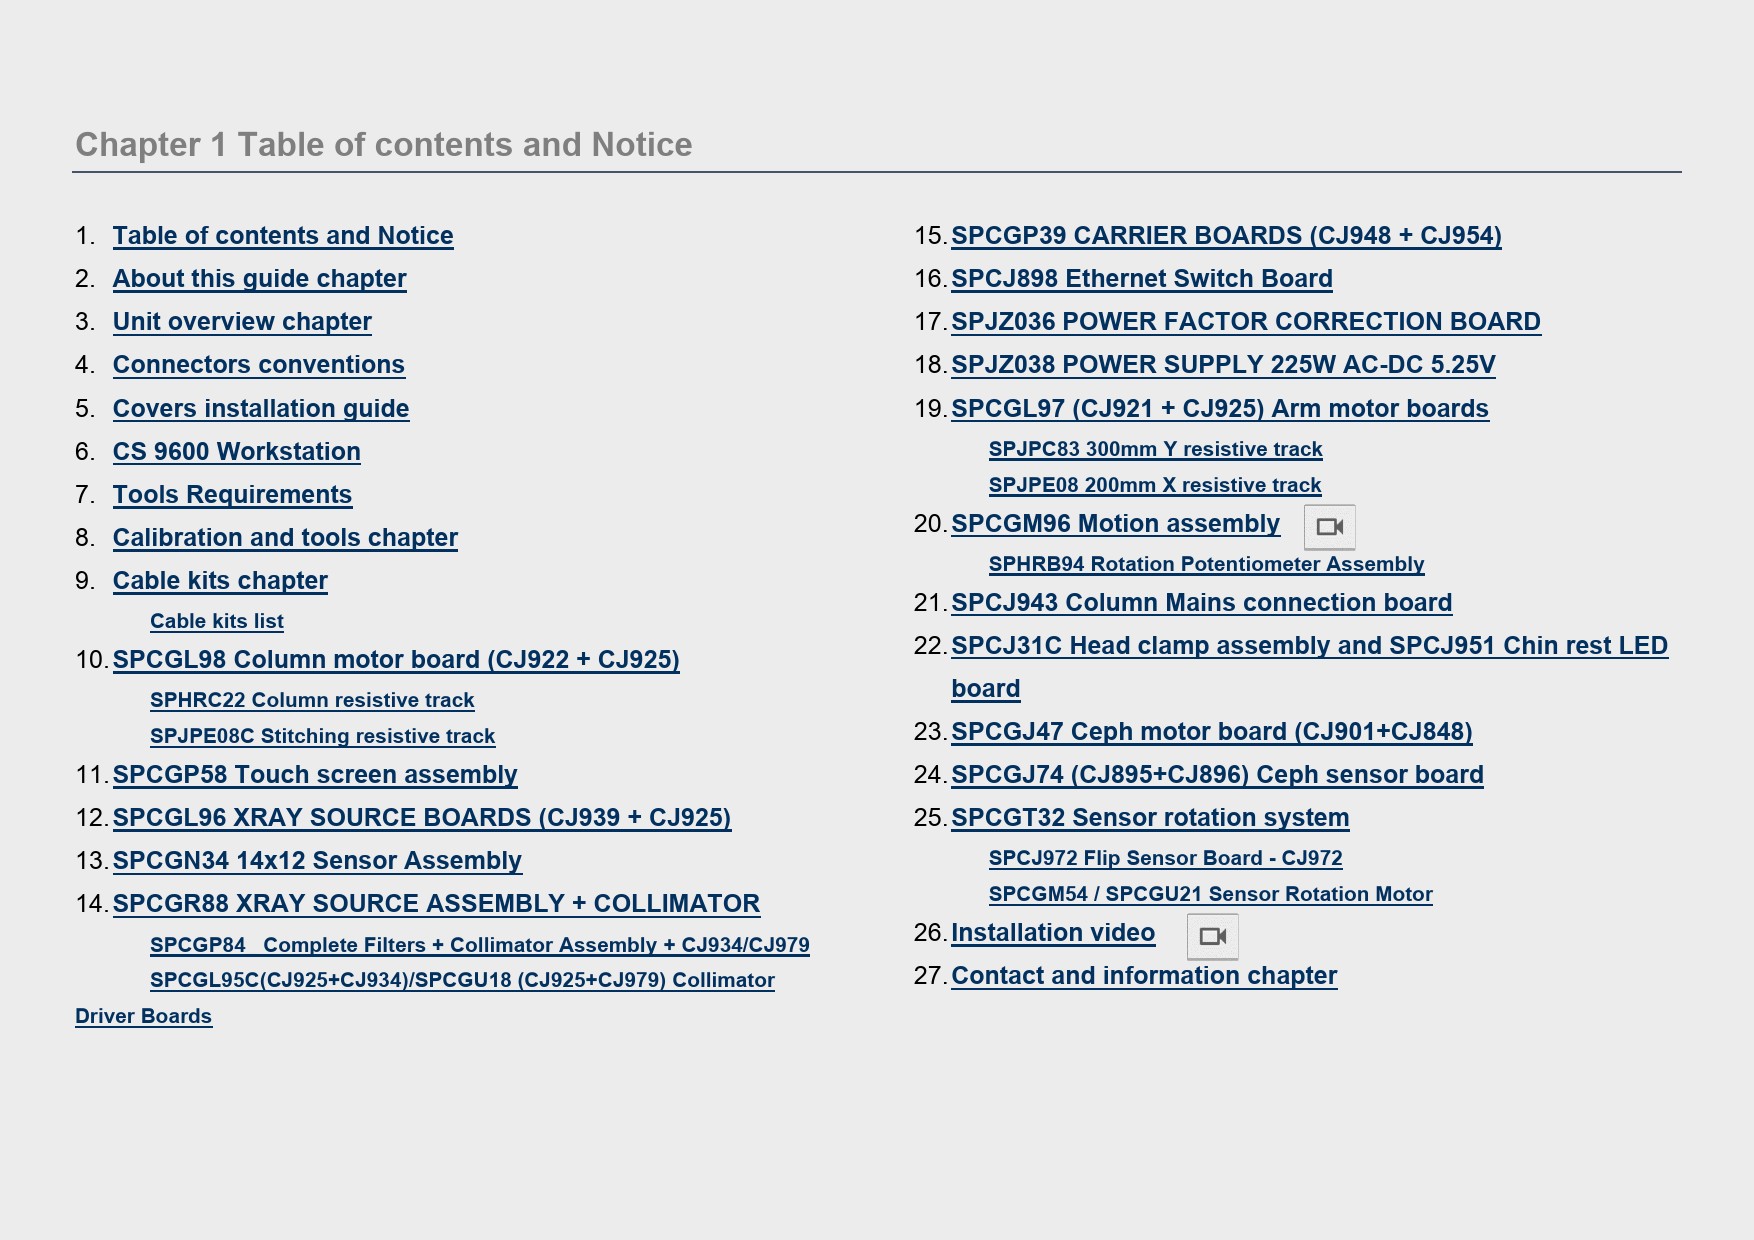 Chapter 1 Table of contents and Notice
1. Table of contents and Notice
2. About this guide chapter
3. Unit overview chapter
4. Connectors conventions
5. Covers installation guide
6. CS 9600 Workstation
7. Tools Requirements
8. Calibration and tools chapter
9. Cable kits chapter
Cable kits list
10. SPCGL98 Column motor board (CJ922 + CJ925)
SPHRC22 Column resistive track
SPJPE08C Stitching resistive track
11. SPCGP58 Touch screen assembly
12. SPCGL96 XRAY SOURCE BOARDS (CJ939 + CJ925)
13. SPCGN34 14x12 Sensor Assembly
14. SPCGR88 XRAY SOURCE ASSEMBLY + COLLIMATOR
SPCGP84 Complete Filters + Collimator Assembly + CJ934/CJ979
SPCGL95C(CJ925+CJ934)/SPCGU18 (CJ925+CJ979) Collimator
Driver Boards
15. SPCGP39 CARRIER BOARDS (CJ948 + CJ954)
16. SPCJ898 Ethernet Switch Board
17. SPJZ036 POWER FACTOR CORRECTION BOARD
18. SPJZ038 POWER SUPPLY 225W AC-DC 5.25V
19. SPCGL97 (CJ921 + CJ925) Arm motor boards
SPJPC83 300mm Y resistive track
SPJPE08 200mm X resistive track
20. SPCGM96 Motion assembly
SPHRB94 Rotation Potentiometer Assembly
21. SPCJ943 Column Mains connection board
22. SPCJ31C Head clamp assembly and SPCJ951 Chin rest LED
board
23. SPCGJ47 Ceph motor board (CJ901+CJ848)
24. SPCGJ74 (CJ895+CJ896) Ceph sensor board
25. SPCGT32 Sensor rotation system
SPCJ972 Flip Sensor Board - CJ972
SPCGM54 / SPCGU21 Sensor Rotation Motor
26. Installation video
27. Contact and information chapter